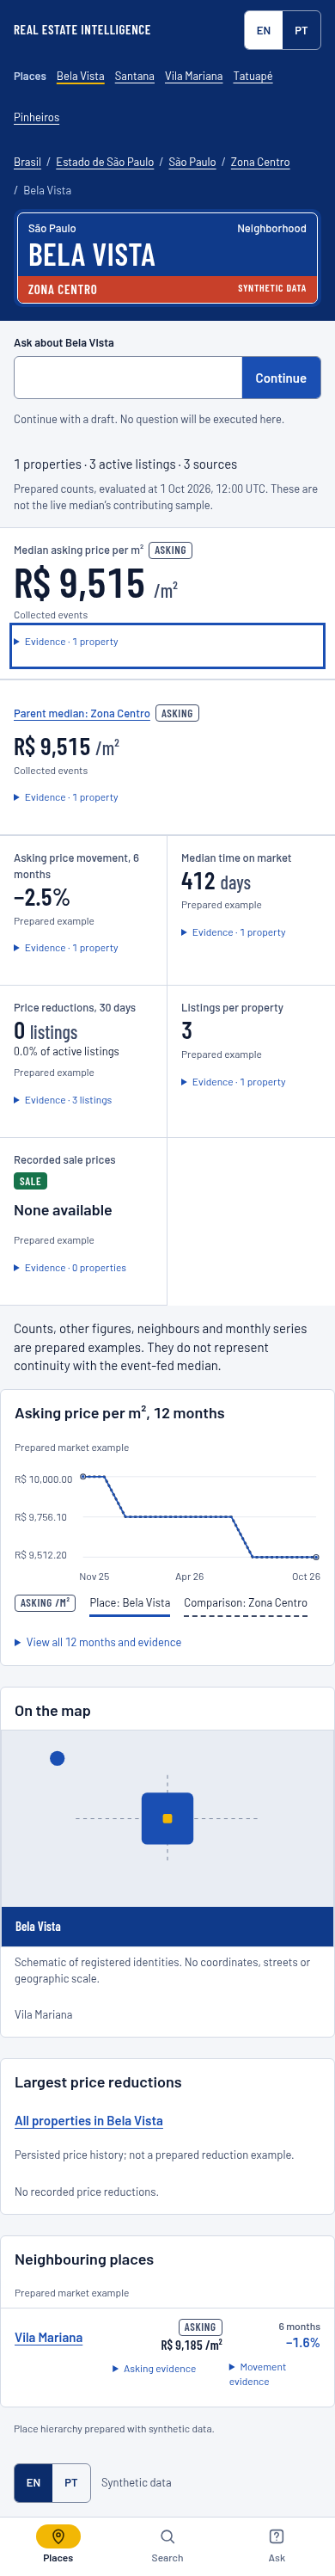 REAL ESTATE INTELLIGENCE
EN PT
Places Bela Vista Santana Vila Mariana Tatuapé
Pinheiros
Brasil / Estado de São Paulo / São Paulo / Zona Centro
/ Bela Vista
São Paulo Neighborhood
BELA VISTA
ZONA CENTRO SYNTHETIC DATA
Ask about Bela Vista
Continue
Continue with a draft. No question will be executed here.
1 properties · 3 active listings · 3 sources
Prepared counts, evaluated at 1 Oct 2026, 12:00 UTC. These are
not the live median's contributing sample.
Median asking price per m² ASKING
R$ 9,515 /m²
Collected events
Evidence · 1 property
Parent median: Zona Centro ASKING
R$ 9,515 /m²
Collected events
Evidence · 1 property
Asking price movement, 6
months
−2.5%
Prepared example
Evidence · 1 property
Median time on market
412 days
Prepared example
Evidence · 1 property
Price reductions, 30 days
0 listings
0.0% of active listings
Prepared example
Evidence · 3 listings
Listings per property
3
Prepared example
Evidence · 1 property
Recorded sale prices
SALE
None available
Prepared example
Evidence · 0 properties
Counts, other figures, neighbours and monthly series
are prepared examples. They do not represent
continuity with the event-fed median.
Asking price per m², 12 months
Prepared market example
R$ 10,000.00
R$ 9,756.10
R$ 9,512.20
Nov 25 Apr 26 Oct 26
ASKING /M² Place: Bela Vista Comparison: Zona Centro
View all 12 months and evidence
On the map
Bela Vista
Schematic of registered identities. No coordinates, streets or
geographic scale.
Vila Mariana
Largest price reductions
All properties in Bela Vista
Persisted price history; not a prepared reduction example.
No recorded price reductions.
Neighbouring places
Prepared market example
Vila Mariana
ASKING
R$ 9,185 /m²
Asking evidence
6 months
−1.6%
Movement
evidence
Place hierarchy prepared with synthetic data.
EN PT Synthetic data
Places Search Ask